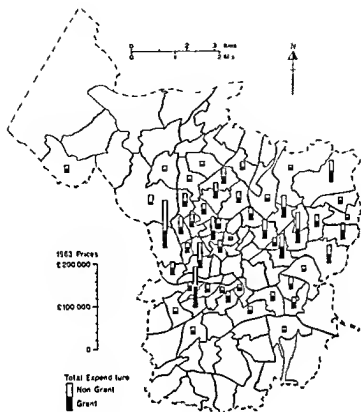 0 1 2 3 Kms
0 1 2 Mls
N
1963 Prices
£200 000
£100 000
0
Total Expenditure
Non Grant
Grant